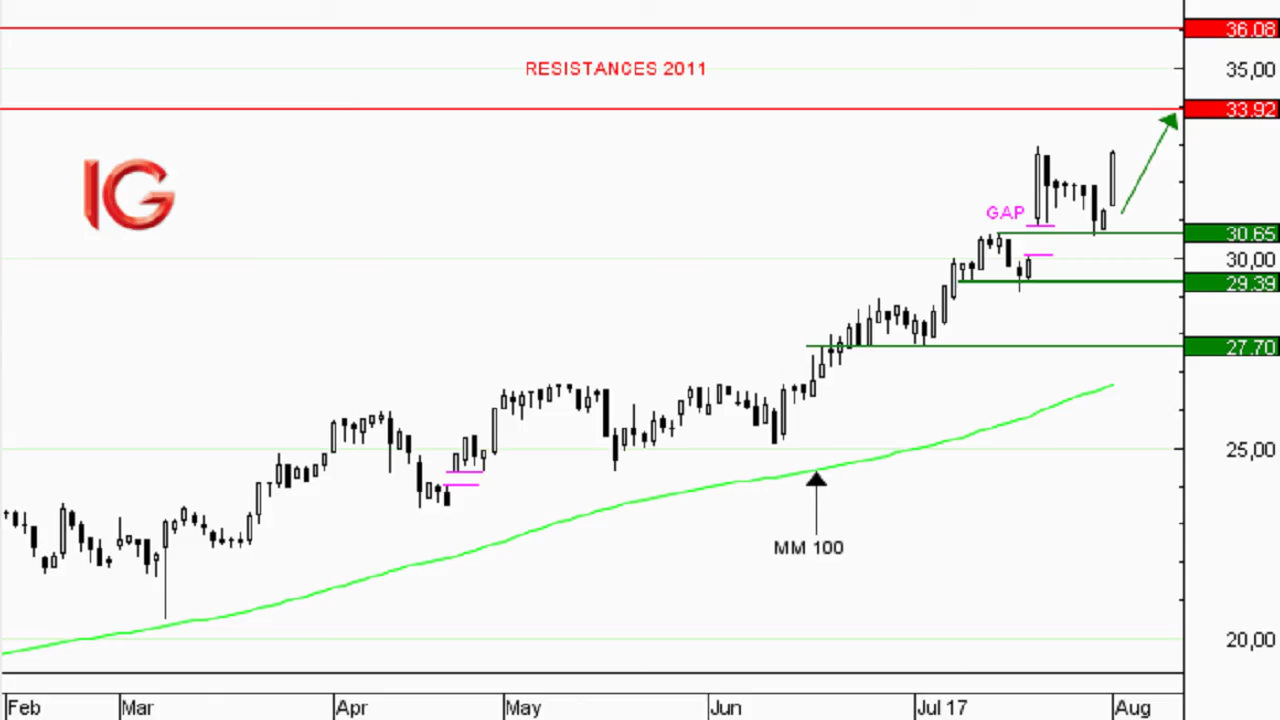 36.08
RESISTANCES 2011
35,00
33.92
IG
GAP
30.65
30,00
29.39
27.70
25,00
MM 100
20,00
Feb Mar Apr May Jun Jul 17 Aug